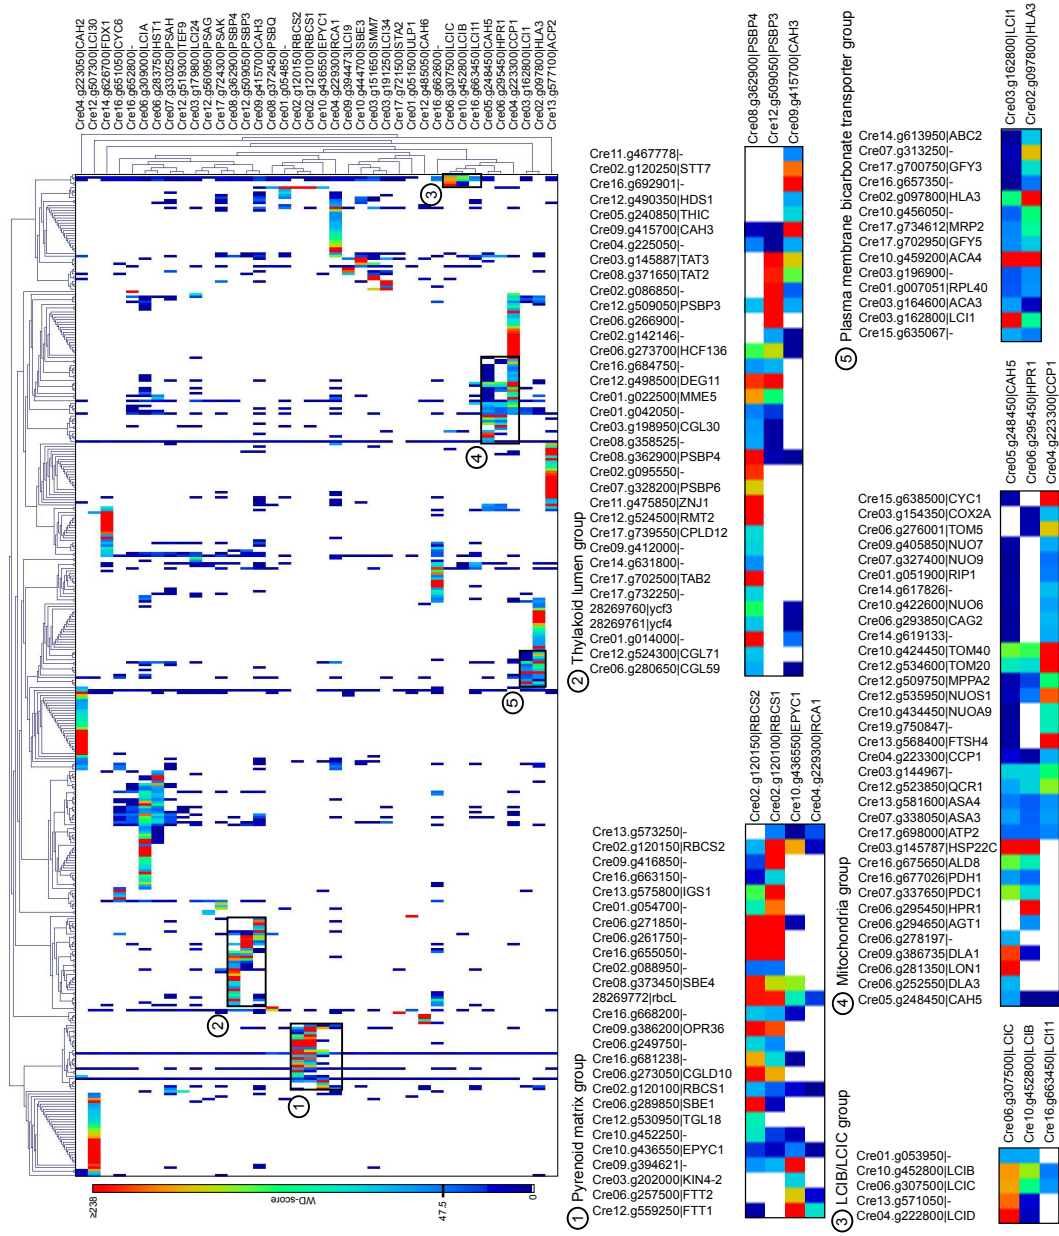 Cre04.g223050|CAH2
Cre12.g507300|LCI30
Cre14.g626700|FDX1
Cre16.g651050|CYC6
Cre16.g652800|-
Cre06.g309000|LCIA
Cre06.g237337|HST1
Cre07.g330250|PSAH
Cre12.g519300|TEF9
Cre03.g179800|LCI24
Cre12.g560950|PSAG
Cre17.g724300|PSAK
Cre08.g362900|PSBP4
Cre12.g509050|PSBP3
Cre09.g415700|CAH3
Cre08.g372450|PSBQ
Cre01.g054850|-
Cre02.g120150|RBCS2
Cre02.g120100|RBCS1
Cre10.g436550|EPYC1
Cre04.g229300|RCA1
Cre09.g394473|LCI9
Cre10.g444700|SBE3
Cre03.g151650|SMM7
Cre03.g191250|LCI34
Cre17.g721500|STA2
Cre01.g051500|ULP1
Cre12.g485050|CAH6
Cre16.g662600|-
Cre06.g307500|LCIC
Cre10.g452800|LCIB
Cre16.g663450|LCI11
Cre05.g248450|CAH5
Cre06.g295450|HPR1
Cre04.g223300|CCP1
Cre03.g162800|LCI1
Cre02.g097800|HLA3
Cre13.g577100|ACP2
1
2
3
4
5
≥238
WD-score
47.5
0
1 Pyrenoid matrix group
Cre13.g573250|-
Cre02.g120150|RBCS2
Cre09.g416850|-
Cre16.g663150|-
Cre13.g575800|IGS1
Cre01.g054700|-
Cre06.g271850|-
Cre06.g261750|-
Cre16.g655050|-
Cre02.g088950|-
Cre08.g373450|SBE4
28269772|rbcL
Cre16.g668200|-
Cre09.g386200|OPR36
Cre06.g249750|-
Cre16.g681238|-
Cre06.g273050|CGLD10
Cre02.g120100|RBCS1
Cre06.g289850|SBE1
Cre12.g530950|TGL18
Cre10.g452250|-
Cre10.g436550|EPYC1
Cre09.g394621|-
Cre03.g202000|KIN4-2
Cre06.g257500|FTT2
Cre12.g559250|FTT1
Cre02.g120150|RBCS2
Cre02.g120100|RBCS1
Cre10.g436550|EPYC1
Cre04.g229300|RCA1
2 Thylakoid lumen group
Cre11.g467778|-
Cre02.g120250|STT7
Cre16.g692901|-
Cre12.g490350|HDS1
Cre05.g240850|THIC
Cre09.g415700|CAH3
Cre04.g225050|-
Cre03.g145887|TAT3
Cre08.g371650|TAT2
Cre02.g086850|-
Cre12.g509050|PSBP3
Cre06.g266900|-
Cre02.g142146|-
Cre06.g273700|HCF136
Cre16.g684750|-
Cre12.g498500|DEG11
Cre01.g022500|MME5
Cre01.g042050|-
Cre03.g198950|CGL30
Cre08.g358525|-
Cre08.g362900|PSBP4
Cre02.g095550|-
Cre07.g328200|PSBP6
Cre11.g475850|ZNJ1
Cre12.g524500|RMT2
Cre17.g739550|CPLD12
Cre09.g412000|-
Cre14.g631800|-
Cre17.g702500|TAB2
Cre17.g732250|-
28269760|ycf3
28269761|ycf4
Cre01.g014000|-
Cre12.g524300|CGL71
Cre06.g280650|CGL59
Cre08.g362900|PSBP4
Cre12.g509050|PSBP3
Cre09.g415700|CAH3
3 LCIB/LCIC group
Cre01.g053950|-
Cre10.g452800|LCIB
Cre06.g307500|LCIC
Cre13.g571050|-
Cre04.g222800|LCID
Cre06.g307500|LCIC
Cre10.g452800|LCIB
Cre16.g663450|LCI11
4 Mitochondria group
Cre15.g638500|CYC1
Cre03.g154350|COX2A
Cre06.g276001|TOM5
Cre09.g405850|NUO7
Cre07.g327400|NUO9
Cre01.g051900|RIP1
Cre14.g617826|-
Cre10.g422600|NUO6
Cre06.g293850|CAG2
Cre14.g619133|-
Cre10.g424450|TOM40
Cre12.g534600|TOM20
Cre12.g509750|MPPA2
Cre12.g535950|NUOS1
Cre10.g434450|NUOA9
Cre19.g750847|-
Cre13.g568400|FTSH4
Cre04.g223300|CCP1
Cre03.g144967|-
Cre12.g523850|QCR1
Cre13.g581600|ASA4
Cre07.g338050|ASA3
Cre17.g698000|ATP2
Cre03.g145787|HSP22C
Cre16.g675650|ALD8
Cre16.g677026|PDH1
Cre07.g337650|PDC1
Cre06.g295450|HPR1
Cre06.g294650|AGT1
Cre06.g278197|-
Cre09.g386735|DLA1
Cre06.g281350|LON1
Cre06.g252550|DLA3
Cre05.g248450|CAH5
Cre05.g248450|CAH5
Cre06.g295450|HPR1
Cre04.g223300|CCP1
5 Plasma membrane bicarbonate transporter group
Cre14.g613950|ABC2
Cre07.g313250|-
Cre17.g700750|GFY3
Cre16.g657350|-
Cre02.g097800|HLA3
Cre10.g456050|-
Cre17.g734612|MRP2
Cre17.g702950|GFY5
Cre10.g459200|ACA4
Cre03.g196900|-
Cre01.g007051|RPL40
Cre03.g164600|ACA3
Cre03.g162800|LCI1
Cre15.g635067|-
Cre03.g162800|LCI1
Cre02.g097800|HLA3